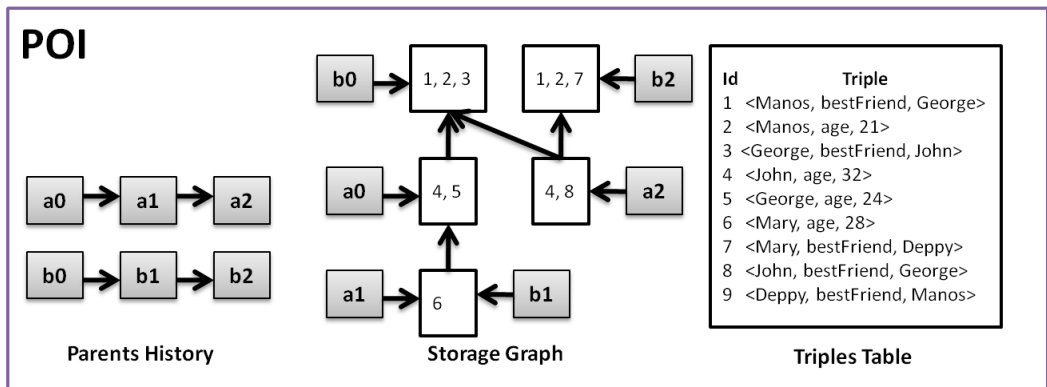 POI
b0
1, 2, 3
1, 2, 7
b2
a0
a1
a2
b0
b1
b2
a0
4, 5
4, 8
a2
a1
6
b1
Parents History
Storage Graph
Id Triple
1 <Manos, bestFriend, George>
2 <Manos, age, 21>
3 <George, bestFriend, John>
4 <John, age, 32>
5 <George, age, 24>
6 <Mary, age, 28>
7 <Mary, bestFriend, Deppy>
8 <John, bestFriend, George>
9 <Deppy, bestFriend, Manos>
Triples Table